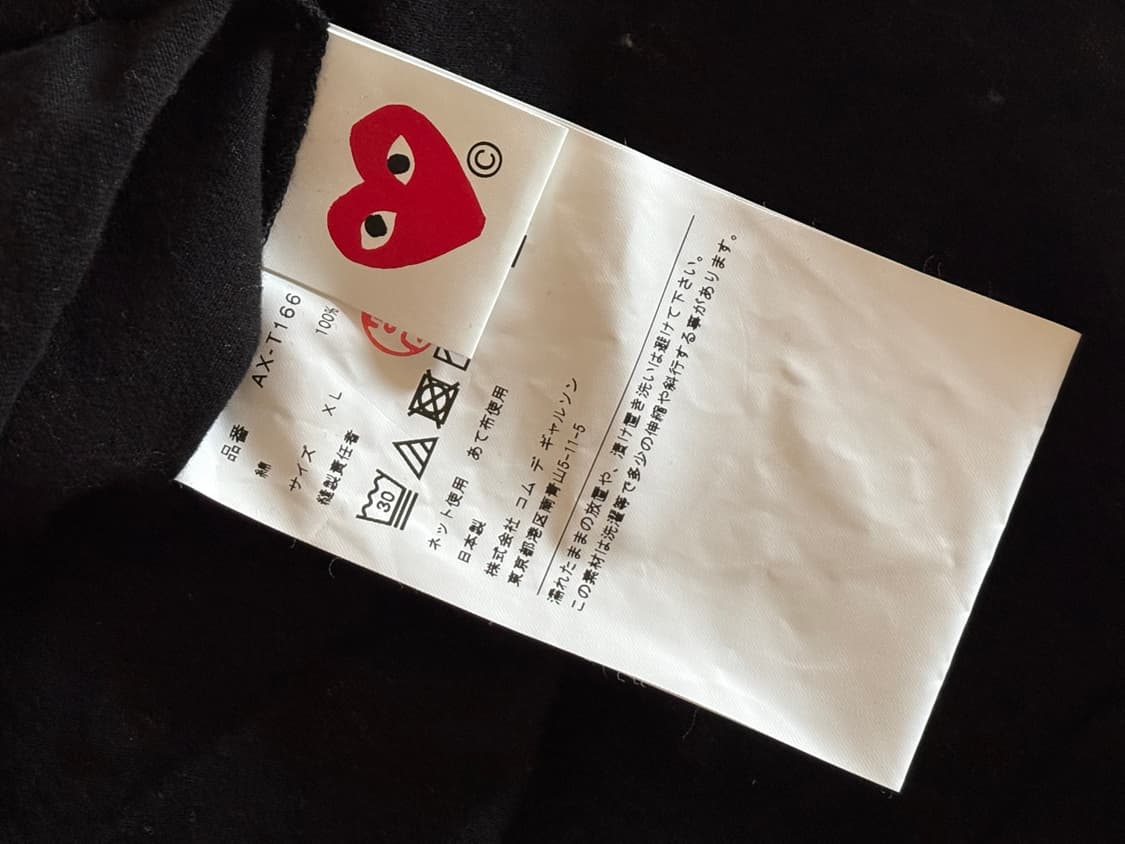 ©
品番 AX-T166
綿 100%
サイズ XL
縫製責任者
30
ネット使用 あて布使用
日本製
株式会社 コム デ ギャルソン
東京都港区南青山5-11-5
濡れたままの放置や、漬け置き洗いは避けて下さい。
この素材は洗濯等で多少の伸縮や斜行する事があります。